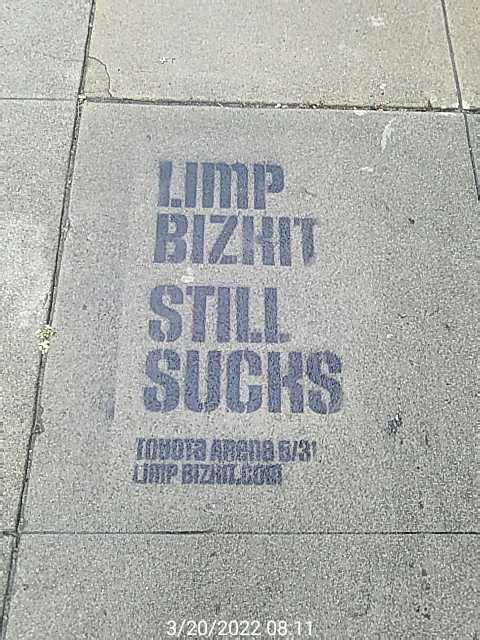 LIMP
BIZKIT
STILL
SUCKS
TOYOTA ARENA 5/31
LIMP BIZKIT.COM
3/20/2022 08:11